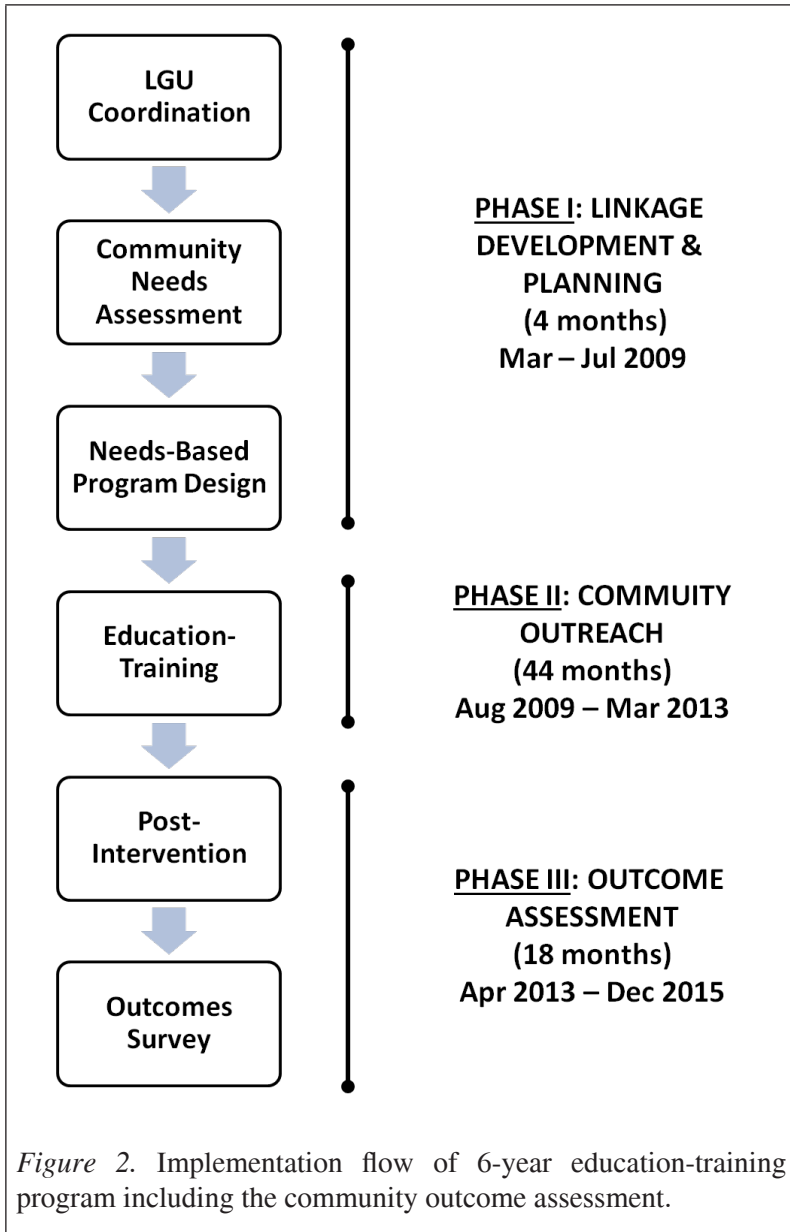 LGU
Coordination
Community
Needs
Assessment
Needs-Based
Program Design
PHASE I: LINKAGE
DEVELOPMENT &
PLANNING
(4 months)
Mar – Jul 2009
Education-
Training
PHASE II: COMMUITY
OUTREACH
(44 months)
Aug 2009 – Mar 2013
Post-
Intervention
Outcomes
Survey
PHASE III: OUTCOME
ASSESSMENT
(18 months)
Apr 2013 – Dec 2015
Figure 2. Implementation flow of 6-year education-training
program including the community outcome assessment.